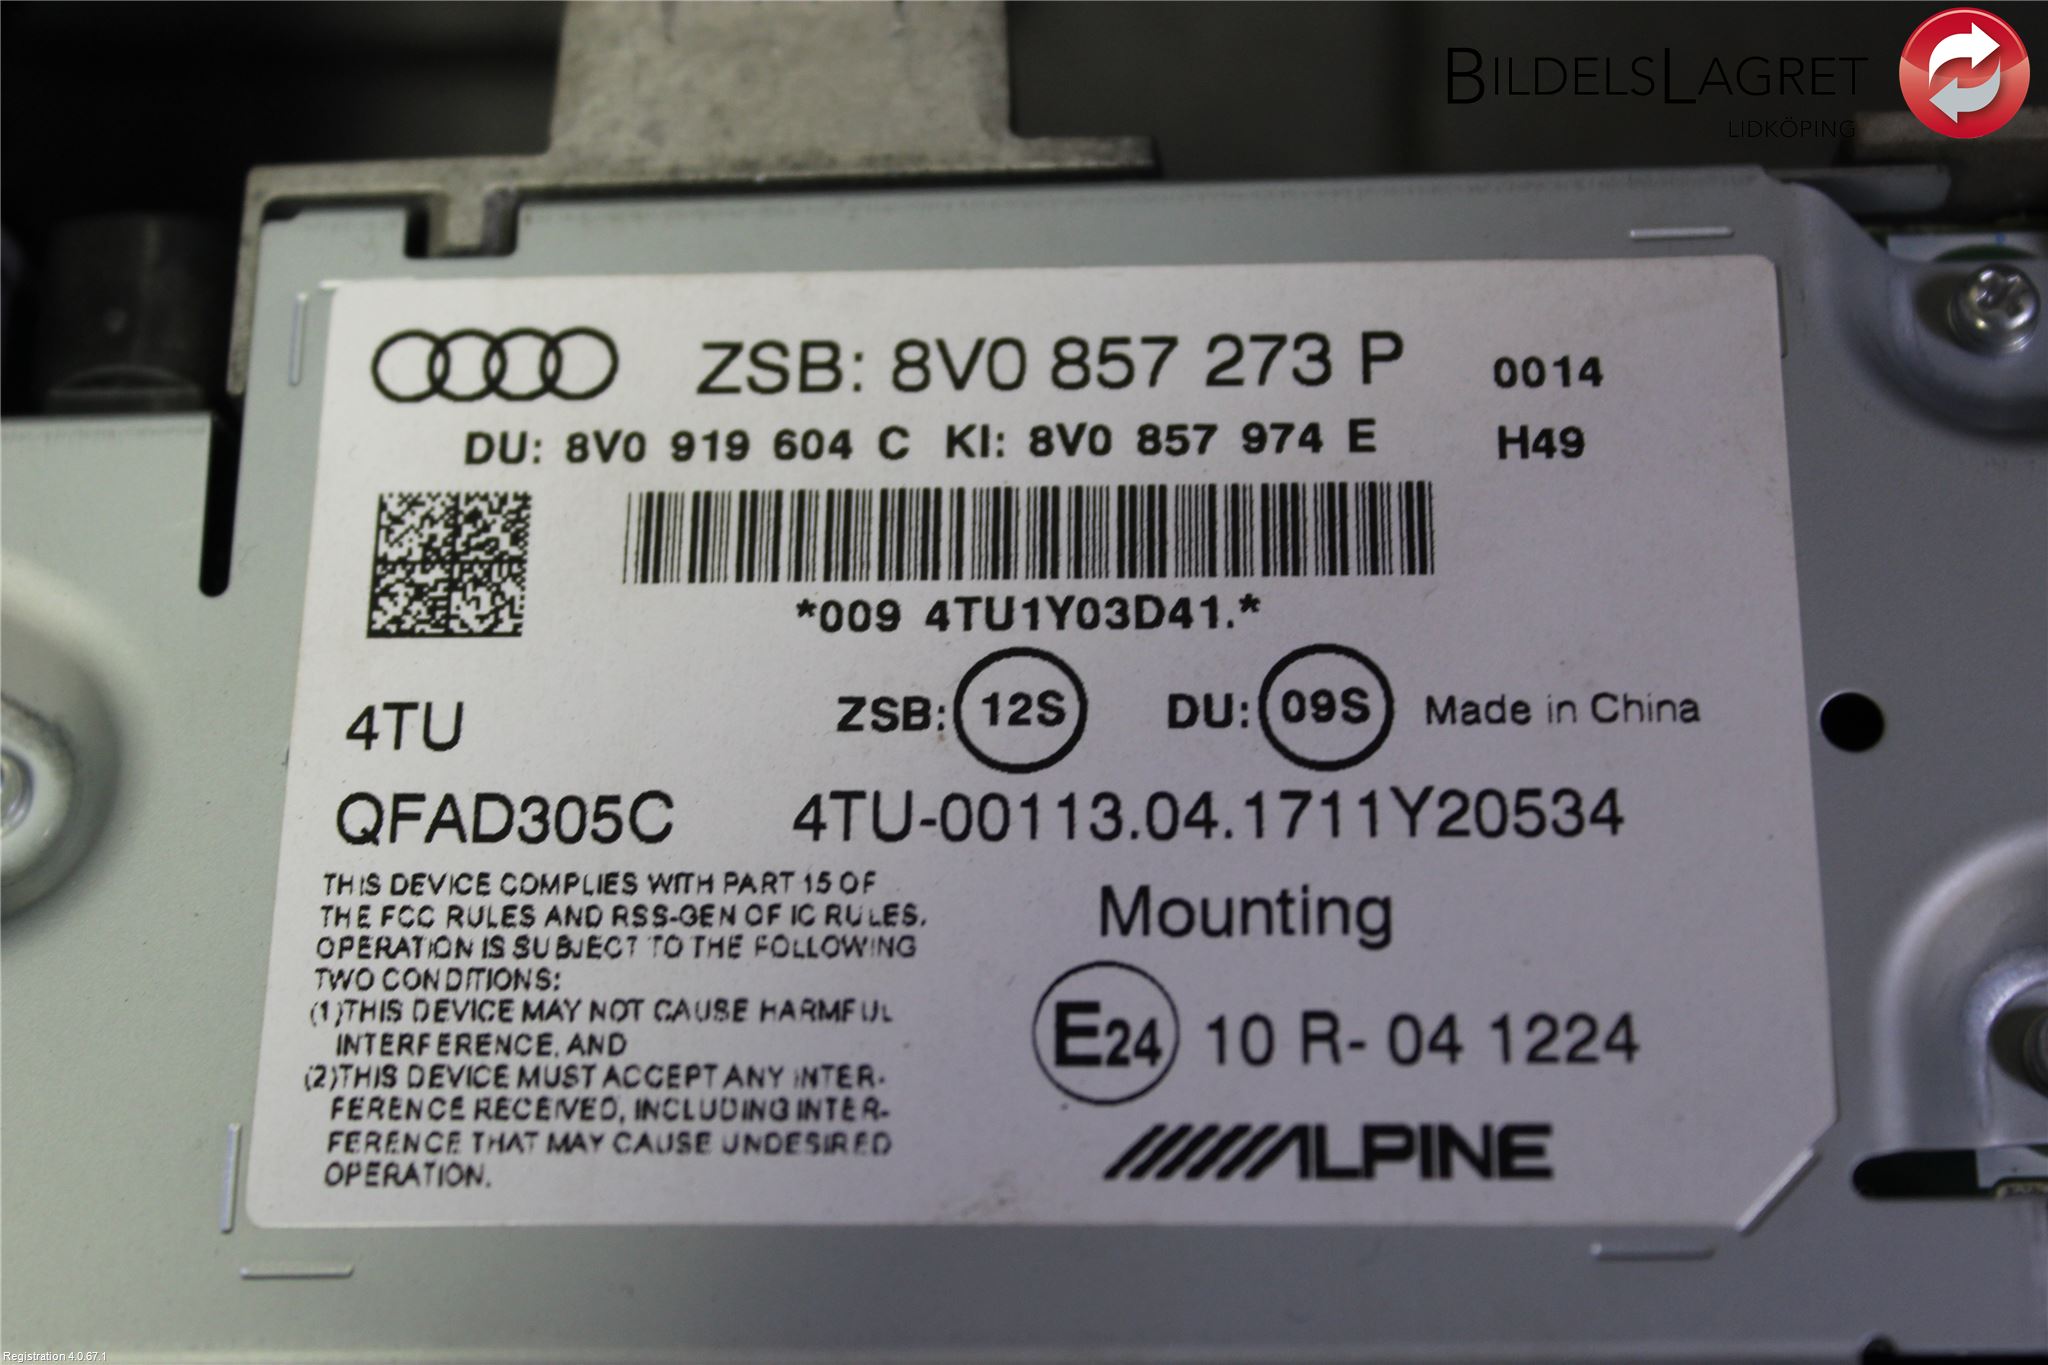 BILDELSLAGRET
LIDKÖPING
ZSB: 8V0 857 273 P 0014
DU: 8V0 919 604 C KI: 8V0 857 974 E H49
*009 4TU1Y03D41.*
4TU ZSB: 12S DU: 09S Made in China
QFAD305C 4TU-00113.04.1711Y20534
THIS DEVICE COMPLIES WITH PART 15 OF
THE FCC RULES AND RSS-GEN OF IC RULES.
OPERATION IS SUBJECT TO THE FOLLOWING
TWO CONDITIONS:
(1)THIS DEVICE MAY NOT CAUSE HARMFUL
INTERFERENCE, AND
(2)THIS DEVICE MUST ACCEPT ANY INTER-
FERENCE RECEIVED, INCLUDING INTER-
FERENCE THAT MAY CAUSE UNDESIRED
OPERATION.
Mounting
E24 10 R- 04 1224
ALPINE
Registration 4.0.67.1